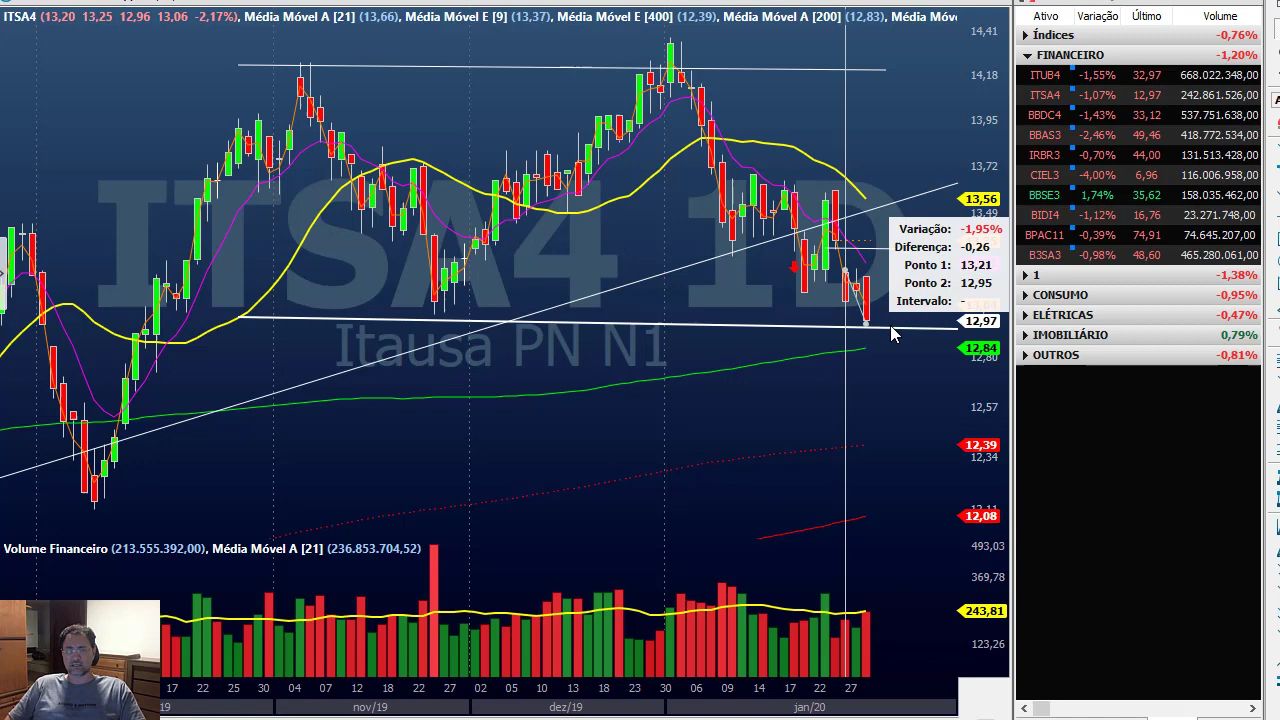 ITSA4 (13,20 13,25 12,96 13,06 -2,17%), Média Móvel A [21] (13,66), Média Móvel E [9] (13,37), Média Móvel E [400] (12,39), Média Móvel A [200] (12,83), Média Móv
14,41
14,18
13,95
13,72
13,56
13,49
ITSA4 1D
Itausa PN N1
Variação: -1,95%
Diferença: -0,26
Ponto 1: 13,21
Ponto 2: 12,95
Intervalo: -
12,97
12,84
12,80
12,57
12,39
12,34
12,08
Volume Financeiro (213.555.392,00), Média Móvel A [21] (236.853.704,52)
493,03
369,78
243,81
123,26
17 22 25 30 04 07 12 18 22 27 02 05 10 13 18 23 30 06 09 14 17 22 27
19 nov/19 dez/19 jan/20
Ativo Variação Último Volume
Índices -0,76%
FINANCEIRO -1,20%
ITUB4 -1,55% 32,97 668.022.348,00
ITSA4 -1,07% 12,97 242.861.526,00
BBDC4 -1,43% 33,12 537.751.638,00
BBAS3 -2,46% 49,46 418.772.534,00
IRBR3 -0,70% 44,00 131.513.428,00
CIEL3 -4,00% 6,96 116.006.958,00
BBSE3 1,74% 35,62 158.035.462,00
BIDI4 -1,12% 16,76 23.271.748,00
BPAC11 -0,39% 74,91 74.645.207,00
B3SA3 -0,98% 48,60 465.280.061,00
1 -1,38%
CONSUMO -0,95%
ELÉTRICAS -0,47%
IMOBILIÁRIO 0,79%
OUTROS -0,81%